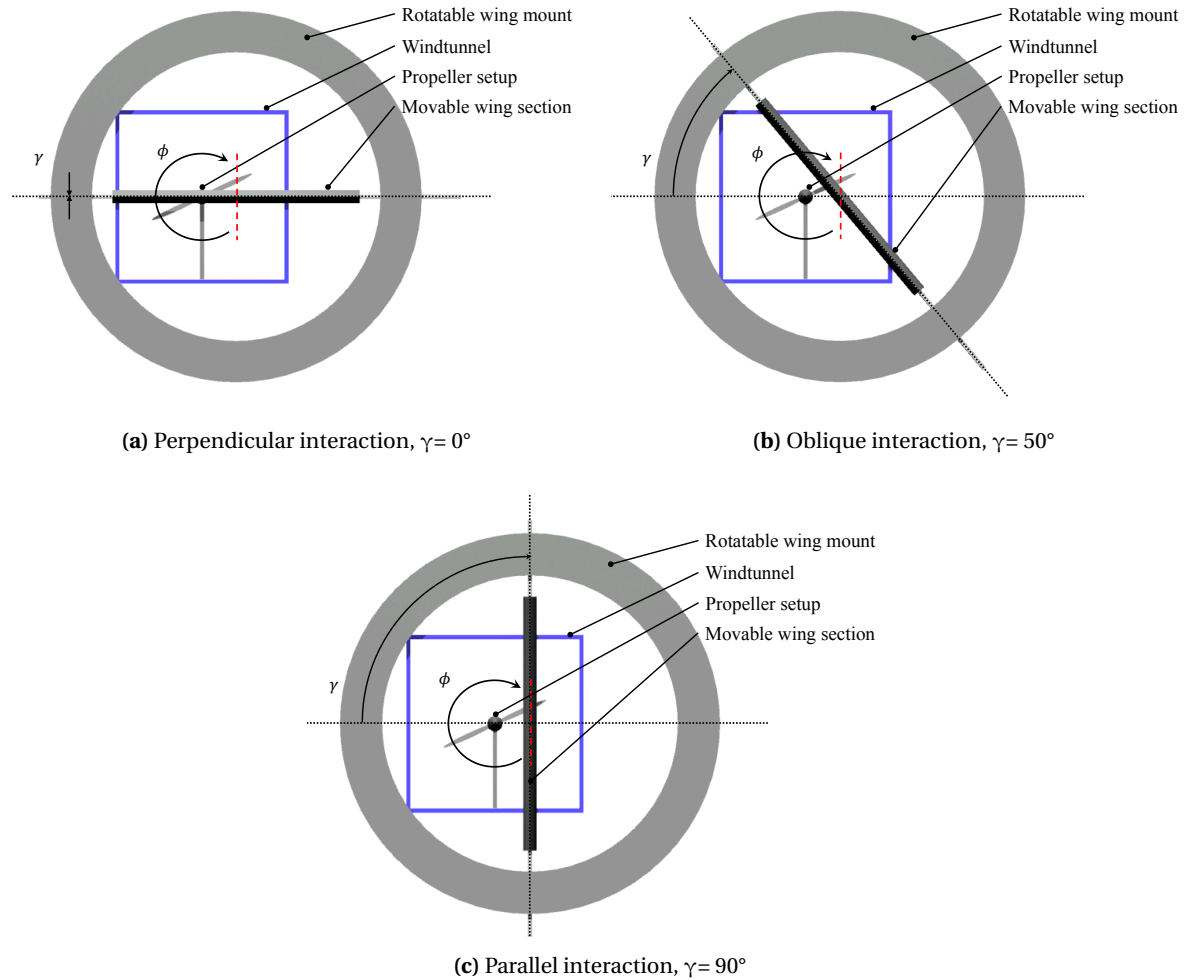 Rotatable wing mount
Windtunnel
Propeller setup
Movable wing section
γ
ϕ
(a) Perpendicular interaction, γ= 0°
Rotatable wing mount
Windtunnel
Propeller setup
Movable wing section
γ
ϕ
(b) Oblique interaction, γ= 50°
Rotatable wing mount
Windtunnel
Propeller setup
Movable wing section
γ
ϕ
(c) Parallel interaction, γ= 90°